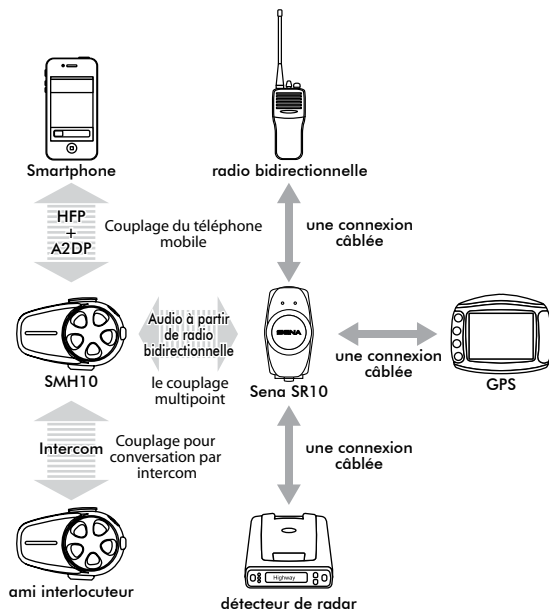 Smartphone
radio bidirectionnelle
HFP
+
A2DP
Couplage du téléphone
mobile
une connexion
câblée
Audio à partir
de radio
bidirectionnelle
SENA
une connexion
câblée
SMH10
le couplage
multipoint
Sena SR10
GPS
Intercom
Couplage pour
conversation par
intercom
une connexion
câblée
Highway
ami interlocuteur
détecteur de radar